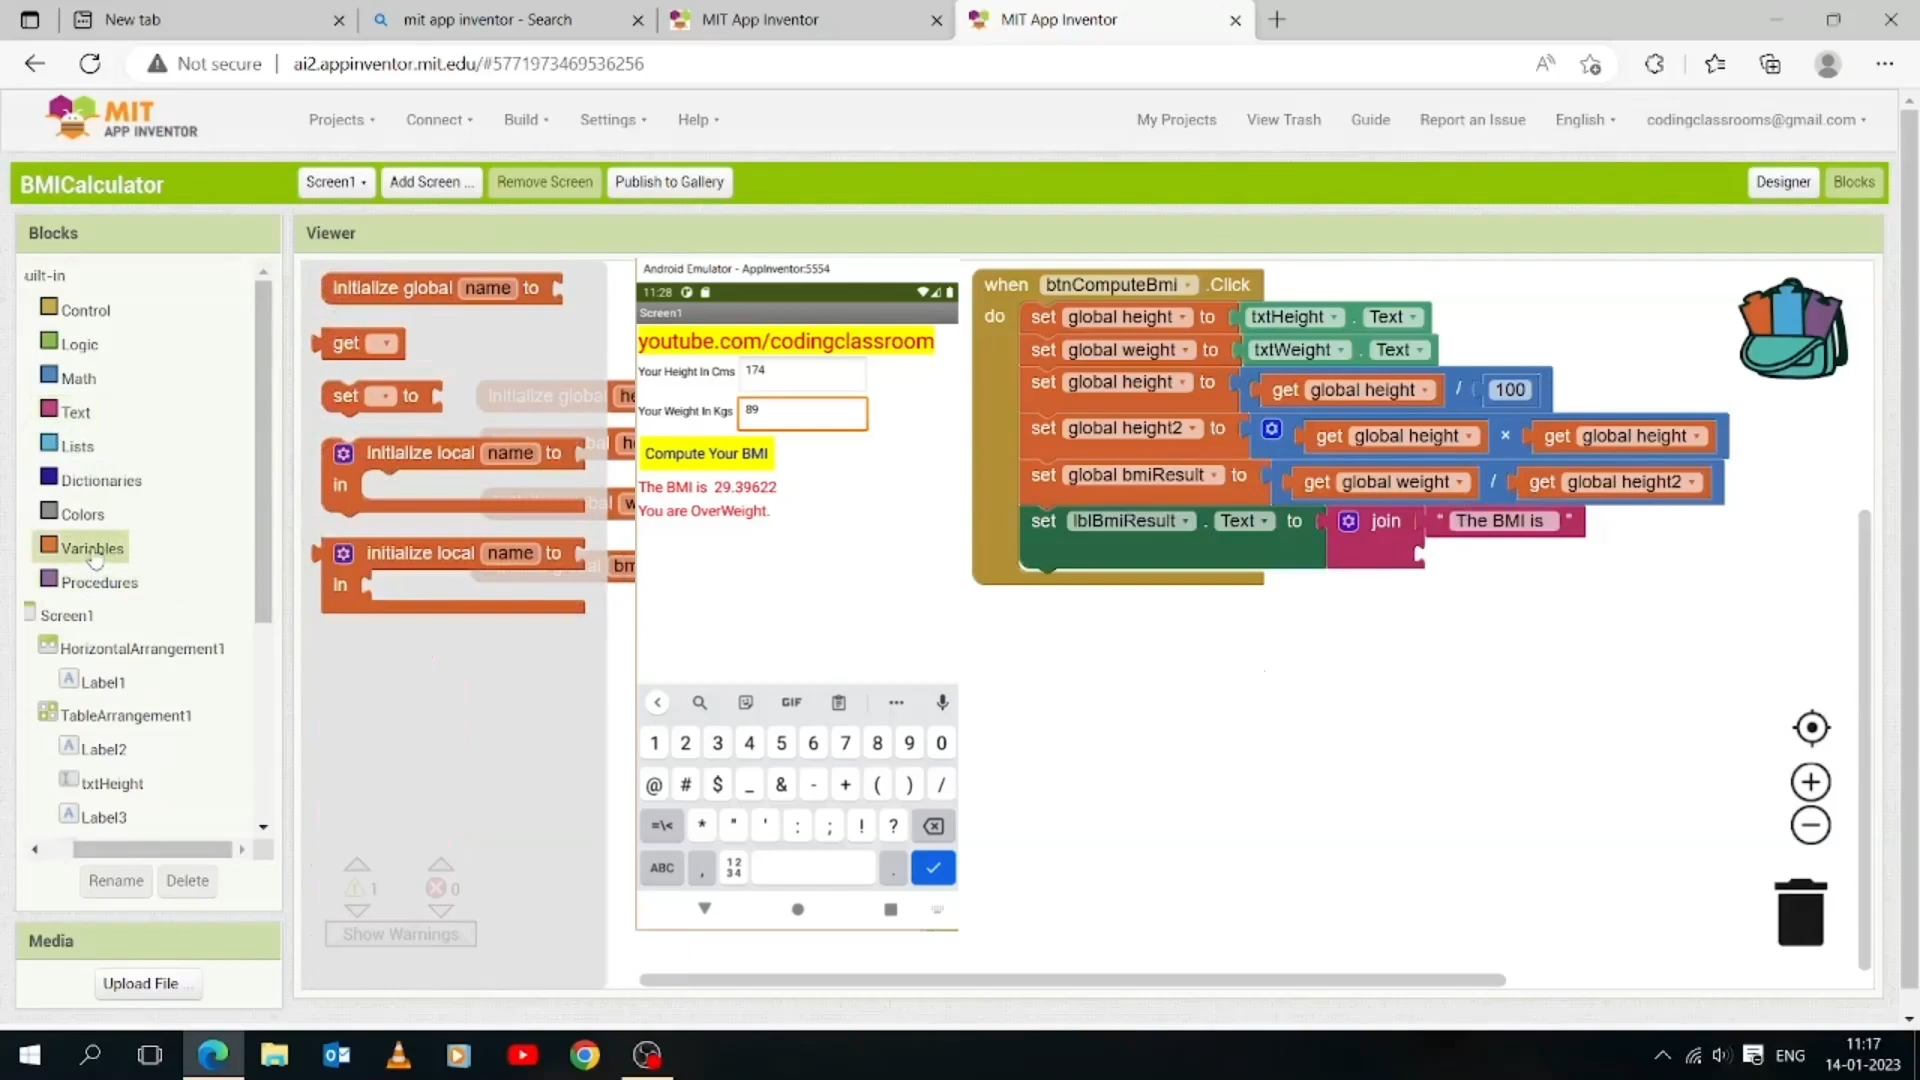 New tab
mit app inventor - Search
MIT App Inventor
MIT App Inventor
Not secure
ai2.appinventor.mit.edu/#5771973469536256
MIT
APP INVENTOR
Projects
Connect
Build
Settings
Help
My Projects
View Trash
Guide
Report an Issue
English
codingclassrooms@gmail.com
BMICalculator
Screen1
Add Screen ...
Remove Screen
Publish to Gallery
Designer
Blocks
Blocks
uilt-in
Control
Logic
Math
Text
Lists
Dictionaries
Colors
Variables
Procedures
Screen1
HorizontalArrangement1
Label1
TableArrangement1
Label2
txtHeight
Label3
Rename
Delete
Media
Upload File ...
Viewer
initialize global name to
get
set to
initialize global he
initialize local name to
in
initialize local name to
in
bm
1
0
Show Warnings
Android Emulator - AppInventor:5554
11:28
Screen1
youtube.com/codingclassroom
Your Height In Cms 174
Your Weight In Kgs 89
Compute Your BMI
The BMI is 29.39622
You are OverWeight.
GIF
1 2 3 4 5 6 7 8 9 0
@ # $ _ & - + ( ) /
=\< * " ' : ; ! ?
ABC , 12 34 .
when btnComputeBmi .Click
do set global height to txtHeight . Text
set global weight to txtWeight . Text
set global height to get global height / 100
set global height2 to get global height × get global height
set global bmiResult to get global weight / get global height2
set lblBmiResult . Text to join " The BMI is "
ENG
11:17
14-01-2023